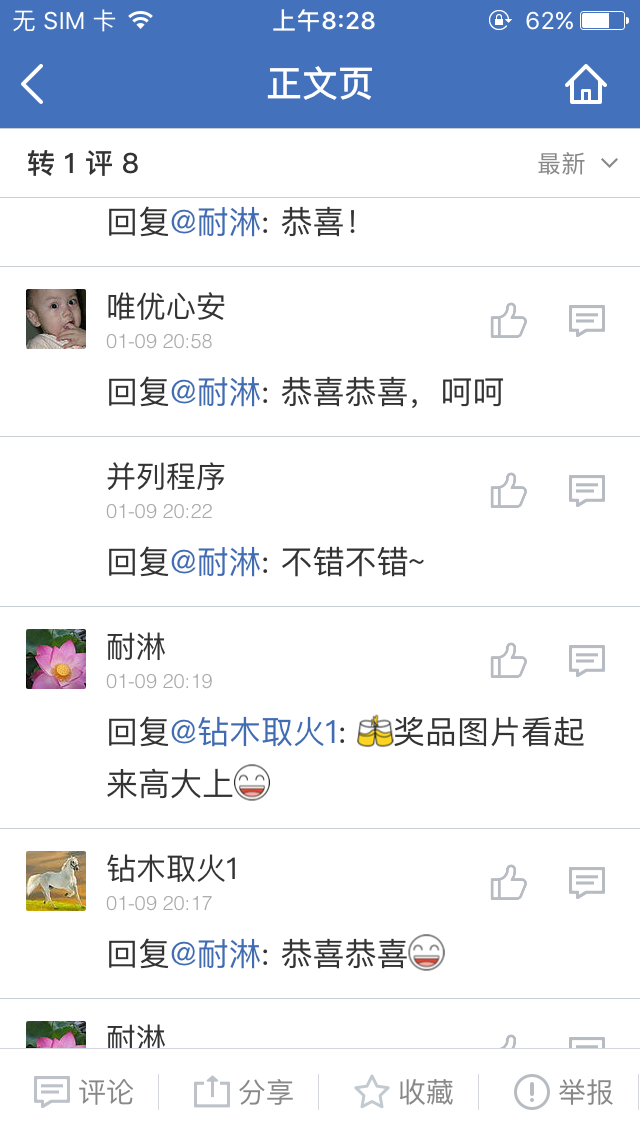 无 SIM 卡 上午8:28 62%
正文页
转 1 评 8 最新
回复@耐淋: 恭喜！
唯优心安
01-09 20:58
回复@耐淋: 恭喜恭喜，呵呵
并列程序
01-09 20:22
回复@耐淋: 不错不错~
耐淋
01-09 20:19
回复@钻木取火1: 奖品图片看起
来高大上
钻木取火1
01-09 20:17
回复@耐淋: 恭喜恭喜
耐淋
评论 分享 收藏 举报